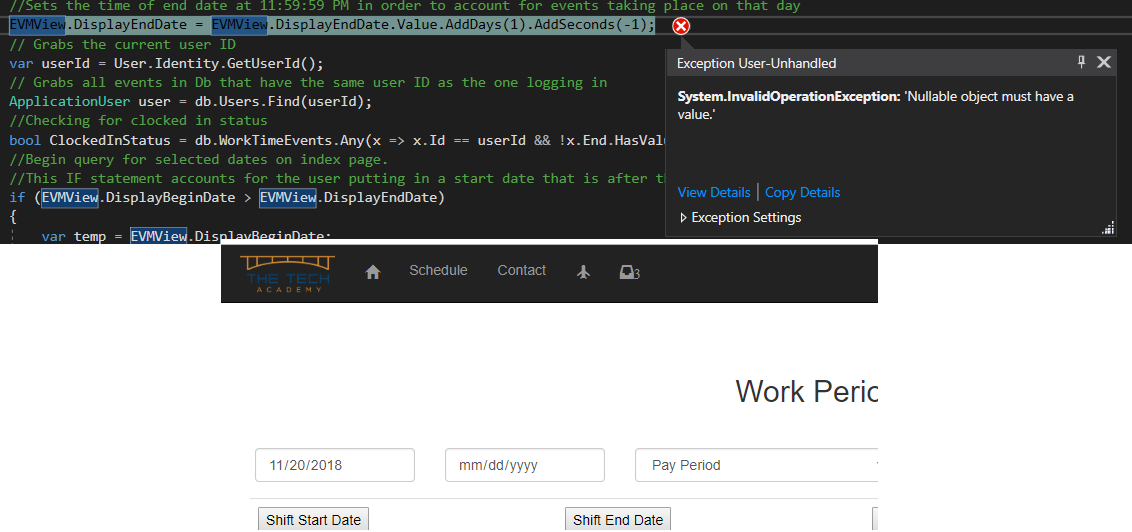 //Sets the time of end date at 11:59:59 PM in order to account for events taking place on that day
EVMView.DisplayEndDate = EVMView.DisplayEndDate.Value.AddDays(1).AddSeconds(-1);
// Grabs the current user ID
var userId = User.Identity.GetUserId();
// Grabs all events in Db that have the same user ID as the one logging in
ApplicationUser user = db.Users.Find(userId);
//Checking for clocked in status
bool ClockedInStatus = db.WorkTimeEvents.Any(x => x.Id == userId && !x.End.HasValu
//Begin query for selected dates on index page.
//This IF statement accounts for the user putting in a start date that is after th
if (EVMView.DisplayBeginDate > EVMView.DisplayEndDate)
{
var temp = EVMView.DisplayBeginDate;
Exception User-Unhandled
System.InvalidOperationException: 'Nullable object must have a
value.'
View Details | Copy Details
Exception Settings
THE TECH
ACADEMY
Schedule
Contact
3
Work Peric
11/20/2018
mm/dd/yyyy
Pay Period
Shift Start Date
Shift End Date